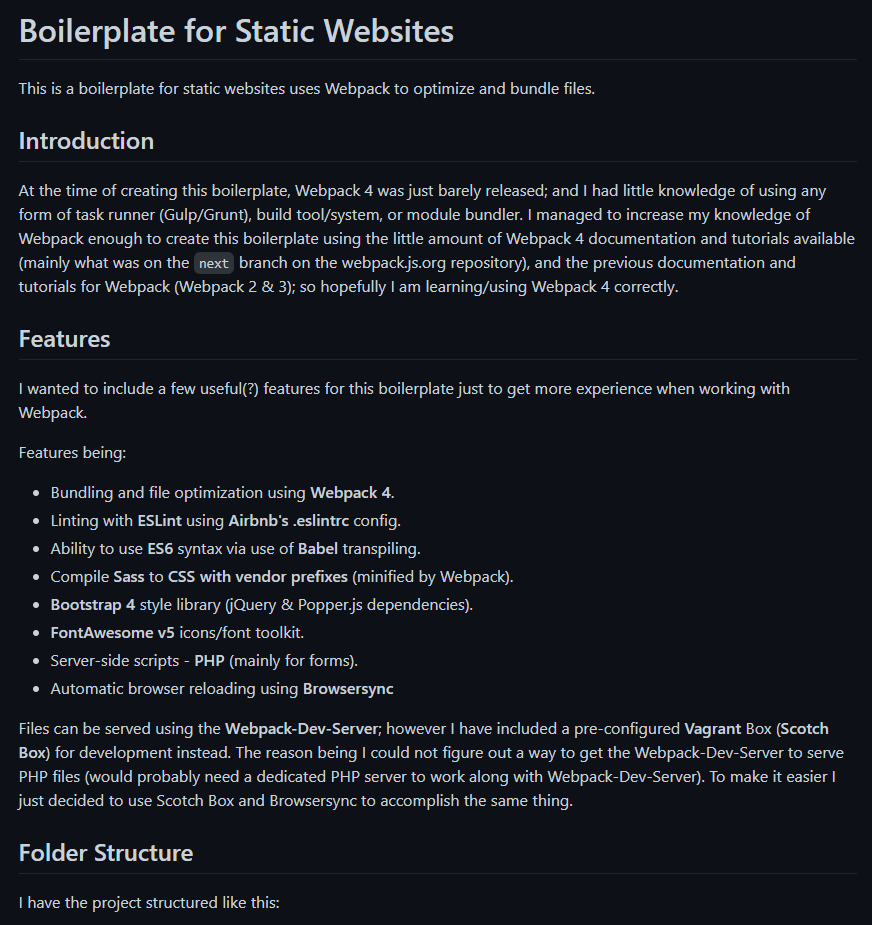 Boilerplate for Static Websites
This is a boilerplate for static websites uses Webpack to optimize and bundle files.
Introduction
At the time of creating this boilerplate, Webpack 4 was just barely released; and I had little knowledge of using any
form of task runner (Gulp/Grunt), build tool/system, or module bundler. I managed to increase my knowledge of
Webpack enough to create this boilerplate using the little amount of Webpack 4 documentation and tutorials available
(mainly what was on the next branch on the webpack.js.org repository), and the previous documentation and
tutorials for Webpack (Webpack 2 & 3); so hopefully I am learning/using Webpack 4 correctly.
Features
I wanted to include a few useful(?) features for this boilerplate just to get more experience when working with
Webpack.
Features being:
• Bundling and file optimization using Webpack 4.
• Linting with ESLint using Airbnb's .eslintrc config.
• Ability to use ES6 syntax via use of Babel transpiling.
• Compile Sass to CSS with vendor prefixes (minified by Webpack).
• Bootstrap 4 style library (jQuery & Popper.js dependencies).
• FontAwesome v5 icons/font toolkit.
• Server-side scripts - PHP (mainly for forms).
• Automatic browser reloading using Browsersync
Files can be served using the Webpack-Dev-Server; however I have included a pre-configured Vagrant Box (Scotch
Box) for development instead. The reason being I could not figure out a way to get the Webpack-Dev-Server to serve
PHP files (would probably need a dedicated PHP server to work along with Webpack-Dev-Server). To make it easier I
just decided to use Scotch Box and Browsersync to accomplish the same thing.
Folder Structure
I have the project structured like this: